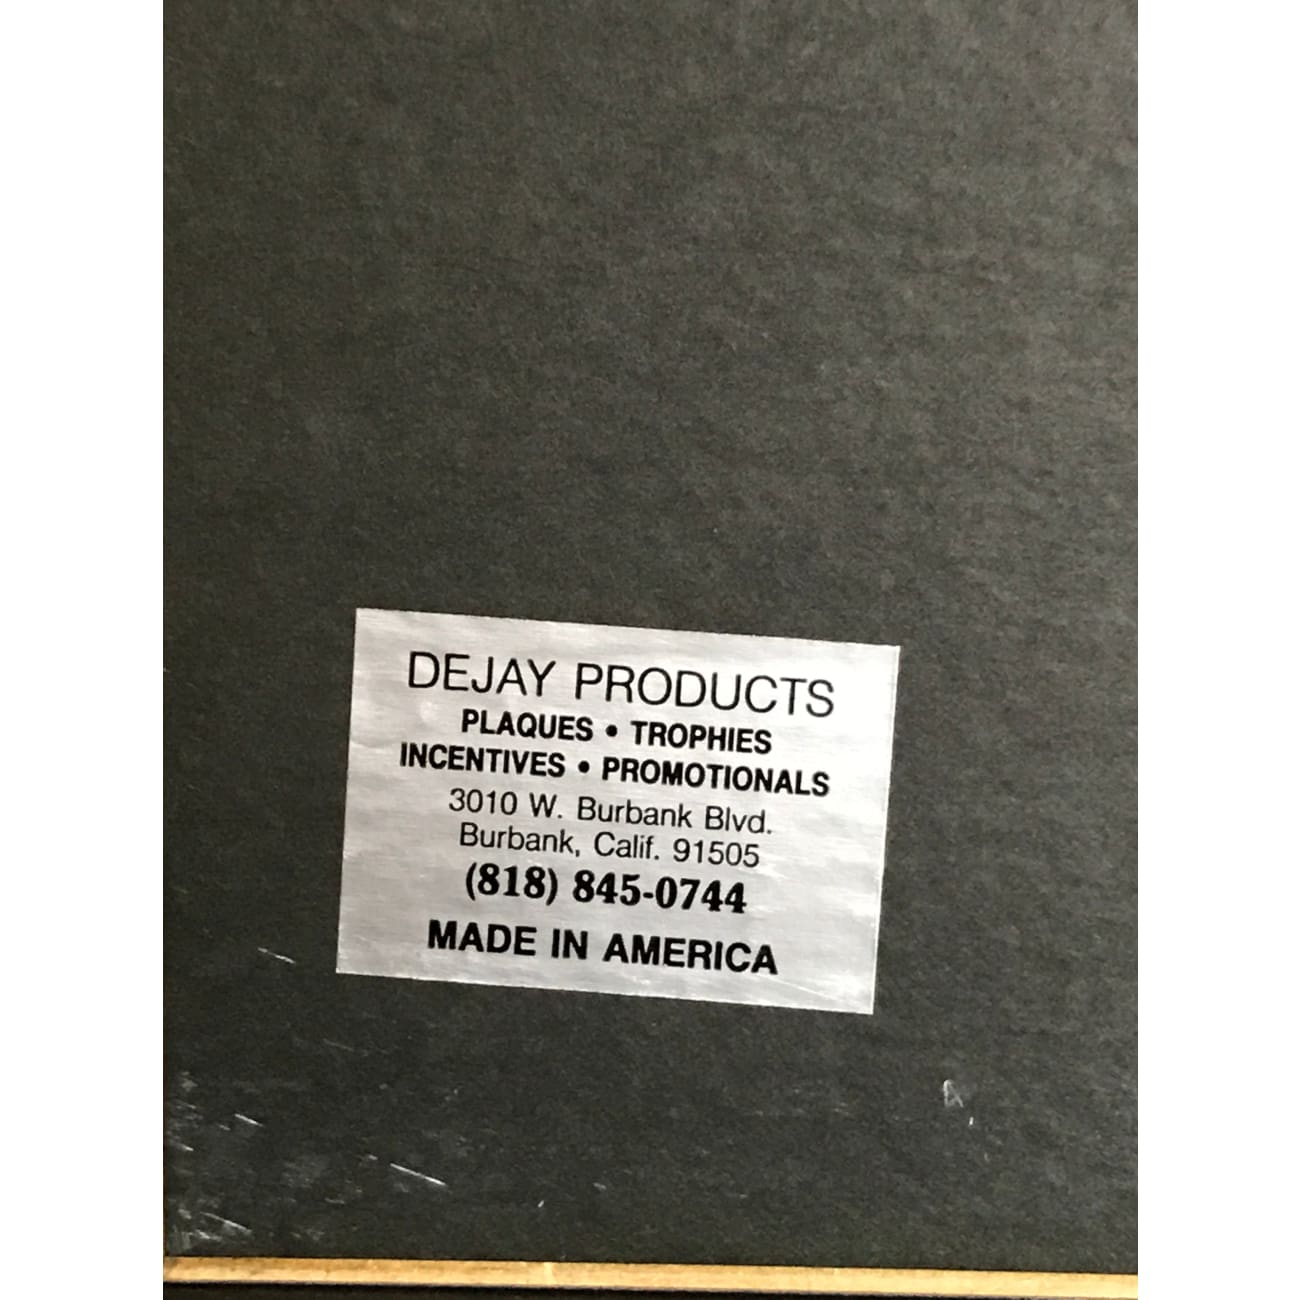 DEJAY PRODUCTS
PLAQUES • TROPHIES
INCENTIVES • PROMOTIONALS
3010 W. Burbank Blvd.
Burbank, Calif. 91505
(818) 845-0744
MADE IN AMERICA